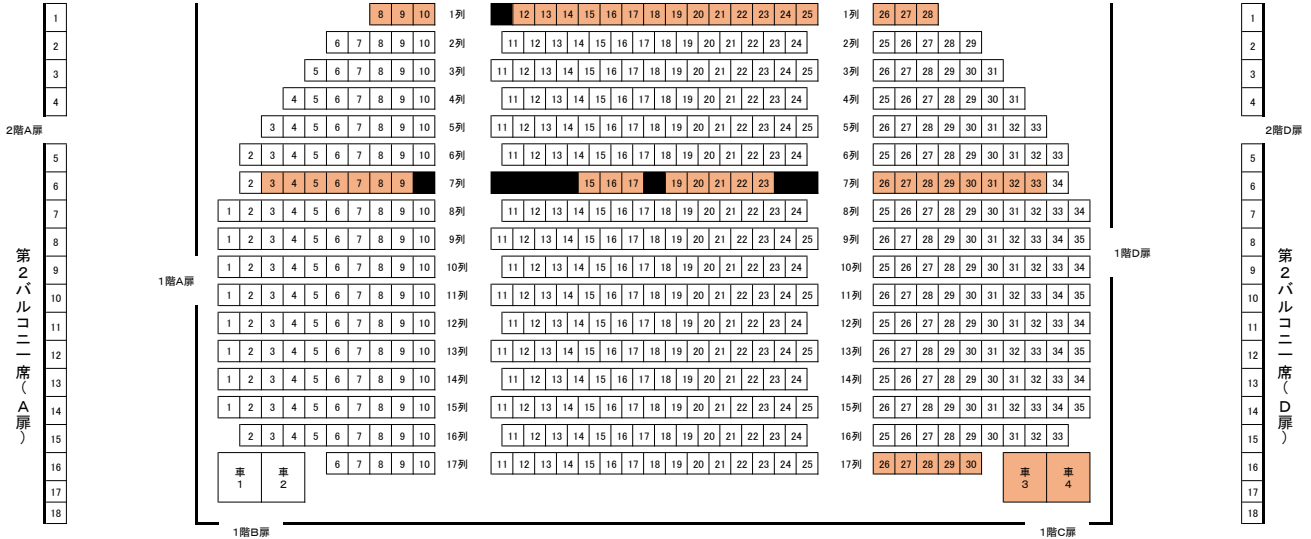 1 8 9 10 1列 12 13 14 15 16 17 18 19 20 21 22 23 24 25 1列 26 27 28 1
2 6 7 8 9 10 2列 11 12 13 14 15 16 17 18 19 20 21 22 23 24 2列 25 26 27 28 29 2
3 5 6 7 8 9 10 3列 11 12 13 14 15 16 17 18 19 20 21 22 23 24 25 3列 26 27 28 29 30 31 3
4 4 5 6 7 8 9 10 4列 11 12 13 14 15 16 17 18 19 20 21 22 23 24 4列 25 26 27 28 29 30 31 4
2階A扉 3 4 5 6 7 8 9 10 5列 11 12 13 14 15 16 17 18 19 20 21 22 23 24 25 5列 26 27 28 29 30 31 32 33 2階D扉
5 2 3 4 5 6 7 8 9 10 6列 11 12 13 14 15 16 17 18 19 20 21 22 23 24 6列 25 26 27 28 29 30 31 32 33 5
6 2 3 4 5 6 7 8 9 7列 15 16 17 19 20 21 22 23 7列 26 27 28 29 30 31 32 33 34 6
7 1 2 3 4 5 6 7 8 9 10 8列 11 12 13 14 15 16 17 18 19 20 21 22 23 24 8列 25 26 27 28 29 30 31 32 33 34 7
8 1 2 3 4 5 6 7 8 9 10 9列 11 12 13 14 15 16 17 18 19 20 21 22 23 24 25 9列 26 27 28 29 30 31 32 33 34 35 8
1階D扉
9 1 2 3 4 5 6 7 8 9 10 10列 11 12 13 14 15 16 17 18 19 20 21 22 23 24 10列 25 26 27 28 29 30 31 32 33 34 9
1階A扉
10 1 2 3 4 5 6 7 8 9 10 11列 11 12 13 14 15 16 17 18 19 20 21 22 23 24 25 11列 26 27 28 29 30 31 32 33 34 35 10
11 1 2 3 4 5 6 7 8 9 10 12列 11 12 13 14 15 16 17 18 19 20 21 22 23 24 12列 25 26 27 28 29 30 31 32 33 34 11
12 1 2 3 4 5 6 7 8 9 10 13列 11 12 13 14 15 16 17 18 19 20 21 22 23 24 25 13列 26 27 28 29 30 31 32 33 34 35 12
13 1 2 3 4 5 6 7 8 9 10 14列 11 12 13 14 15 16 17 18 19 20 21 22 23 24 14列 25 26 27 28 29 30 31 32 33 34 13
14 1 2 3 4 5 6 7 8 9 10 15列 11 12 13 14 15 16 17 18 19 20 21 22 23 24 25 15列 26 27 28 29 30 31 32 33 34 35 14
15 2 3 4 5 6 7 8 9 10 16列 11 12 13 14 15 16 17 18 19 20 21 22 23 24 16列 25 26 27 28 29 30 31 32 33 15
16 車1 車2 6 7 8 9 10 17列 11 12 13 14 15 16 17 18 19 20 21 22 23 24 25 17列 26 27 28 29 30 車3 車4 16
17 17
18 18
第2バルコニー席(A扉)
第2バルコニー席(D扉)
1階B扉 1階C扉